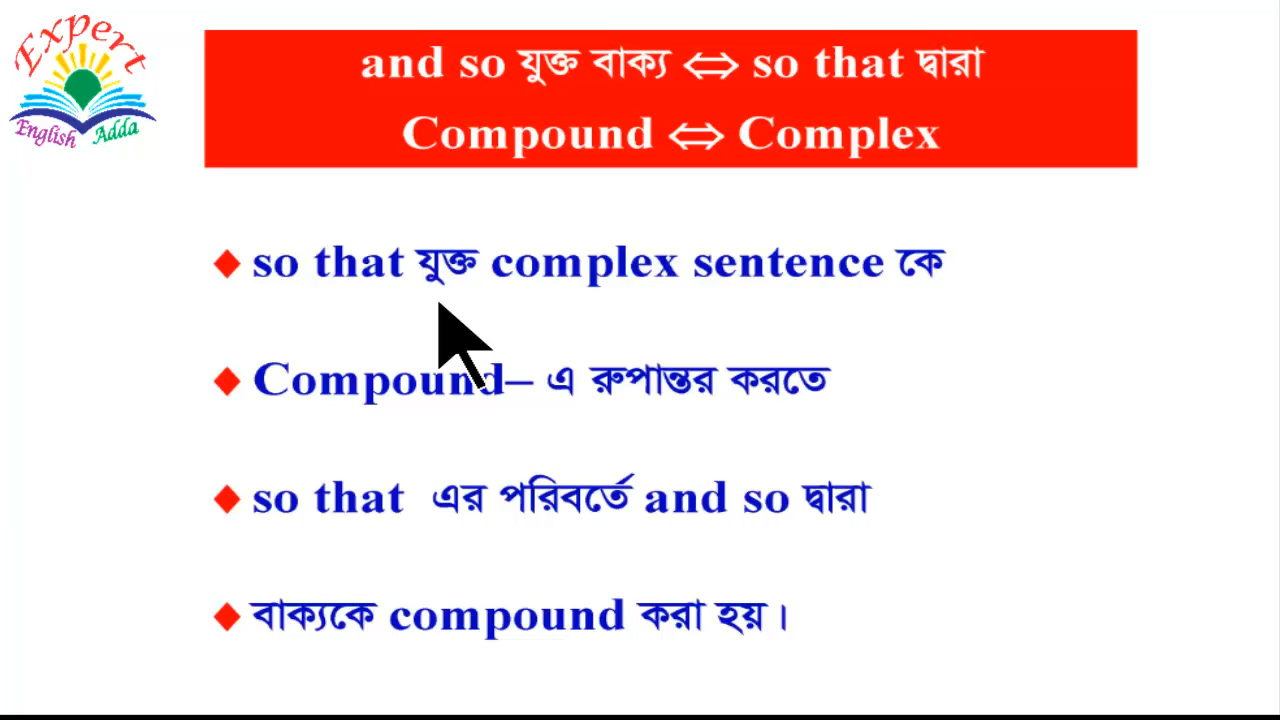 Expert
English Adda
and so যুক্ত বাক্য ⇔ so that দ্বারা
Compound ⇔ Complex
so that যুক্ত complex sentence কে
Compound– এ রুপান্তর করতে
so that এর পরিবর্তে and so দ্বারা
বাক্যকে compound করা হয়।